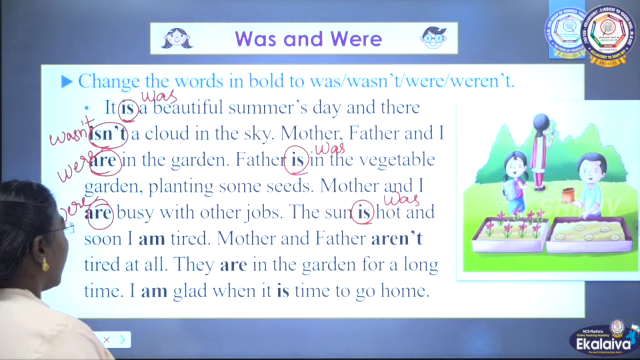 Was and Were
▶ Change the words in bold to was/wasn't/were/weren't.
• It is a beautiful summer's day and there
was
isn't a cloud in the sky. Mother, Father and I
wasn't
are in the garden. Father is in the vegetable
were
was
garden, planting some seeds. Mother and I
are busy with other jobs. The sun is hot and
were
was
soon I am tired. Mother and Father aren't
tired at all. They are in the garden for a long
time. I am glad when it is time to go home.
Ekalaiva